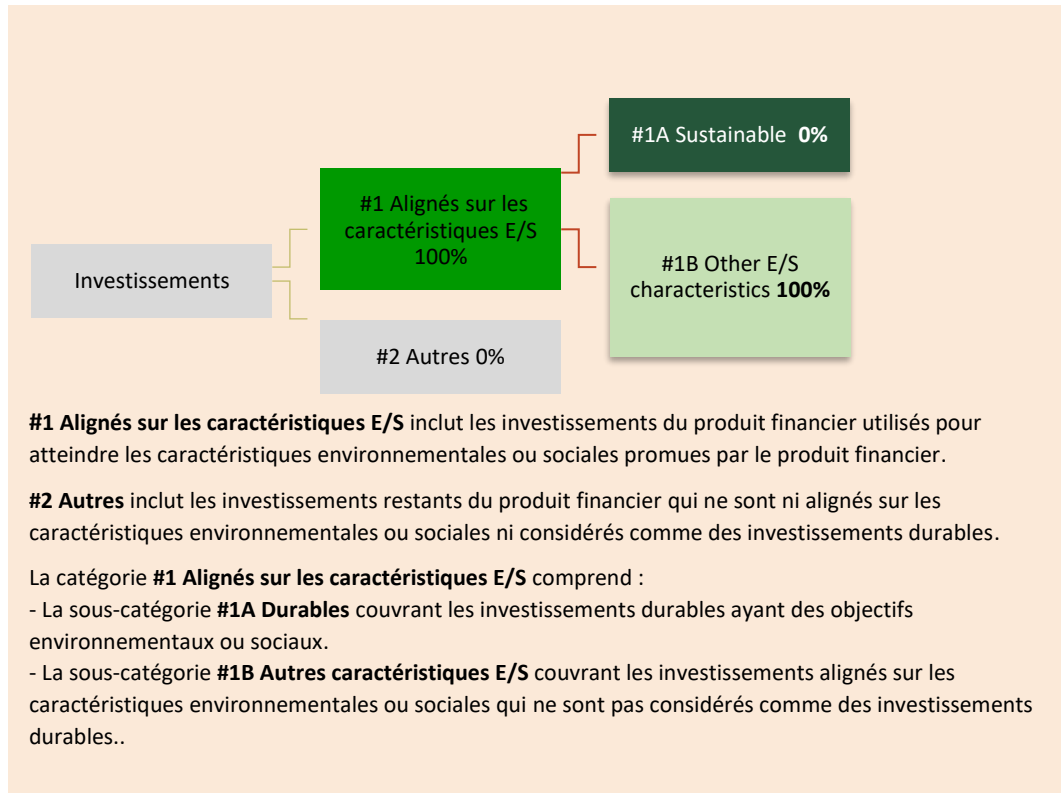 #1A Sustainable 0%
#1 Alignés sur les
caractéristiques E/S
100%
Investissements
#1B Other E/S
characteristics 100%
#2 Autres 0%
#1 Alignés sur les caractéristiques E/S inclut les investissements du produit financier utilisés pour
atteindre les caractéristiques environnementales ou sociales promues par le produit financier.
#2 Autres inclut les investissements restants du produit financier qui ne sont ni alignés sur les
caractéristiques environnementales ou sociales ni considérés comme des investissements durables.
La catégorie #1 Alignés sur les caractéristiques E/S comprend :
- La sous-catégorie #1A Durables couvrant les investissements durables ayant des objectifs
environnementaux ou sociaux.
- La sous-catégorie #1B Autres caractéristiques E/S couvrant les investissements alignés sur les
caractéristiques environnementales ou sociales qui ne sont pas considérés comme des investissements
durables..